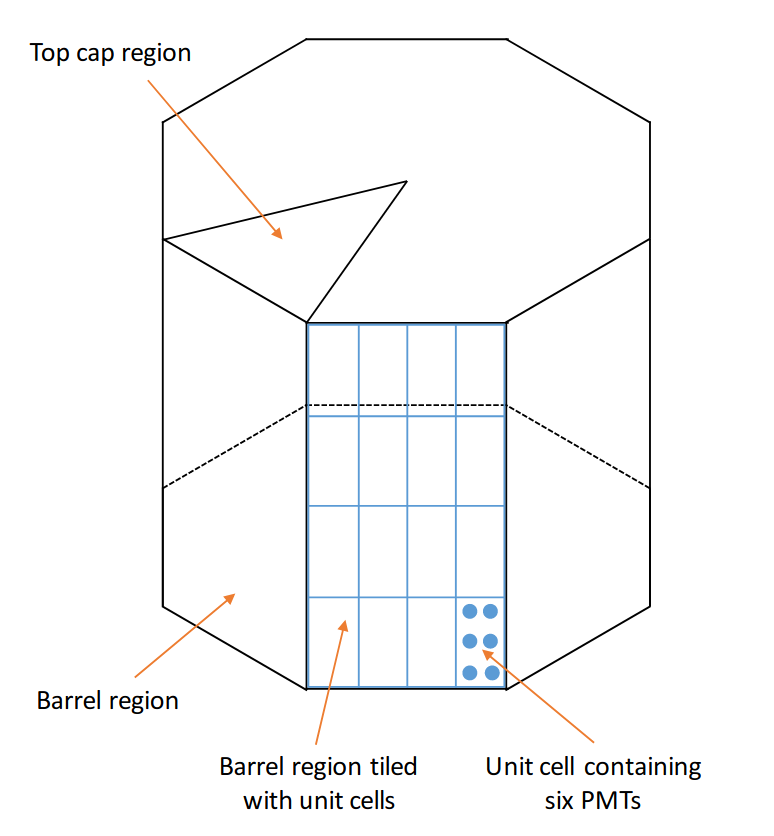 Top cap region
Barrel region
Barrel region tiled
with unit cells
Unit cell containing
six PMTs